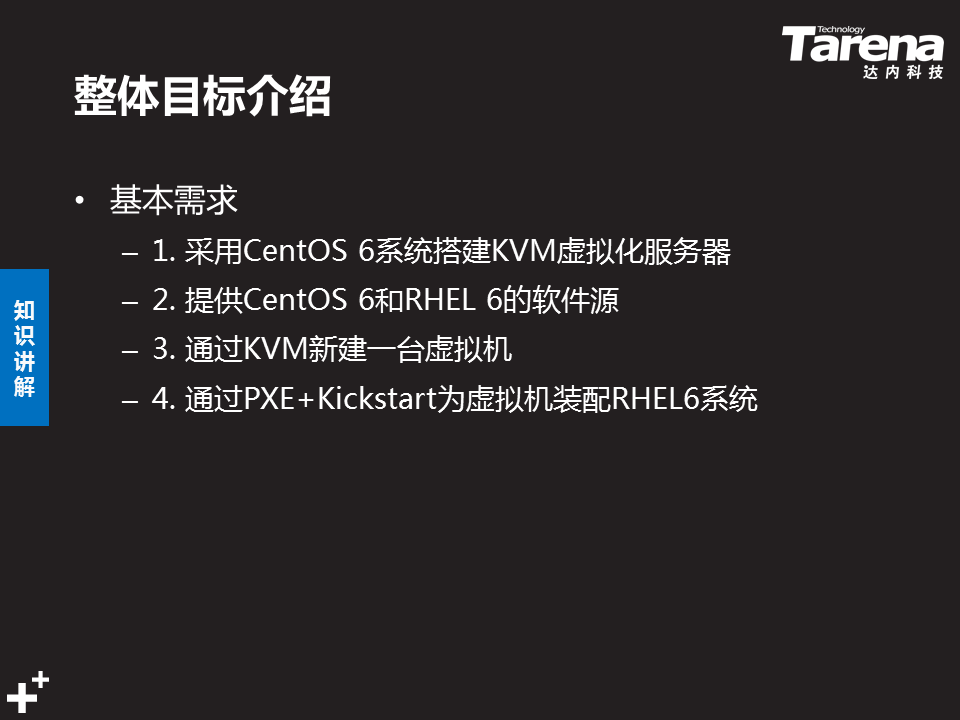 Technology
Tarena
达内科技
整体目标介绍
• 基本需求
– 1. 采用CentOS 6系统搭建KVM虚拟化服务器
– 2. 提供CentOS 6和RHEL 6的软件源
– 3. 通过KVM新建一台虚拟机
– 4. 通过PXE+Kickstart为虚拟机装配RHEL6系统
知识讲解